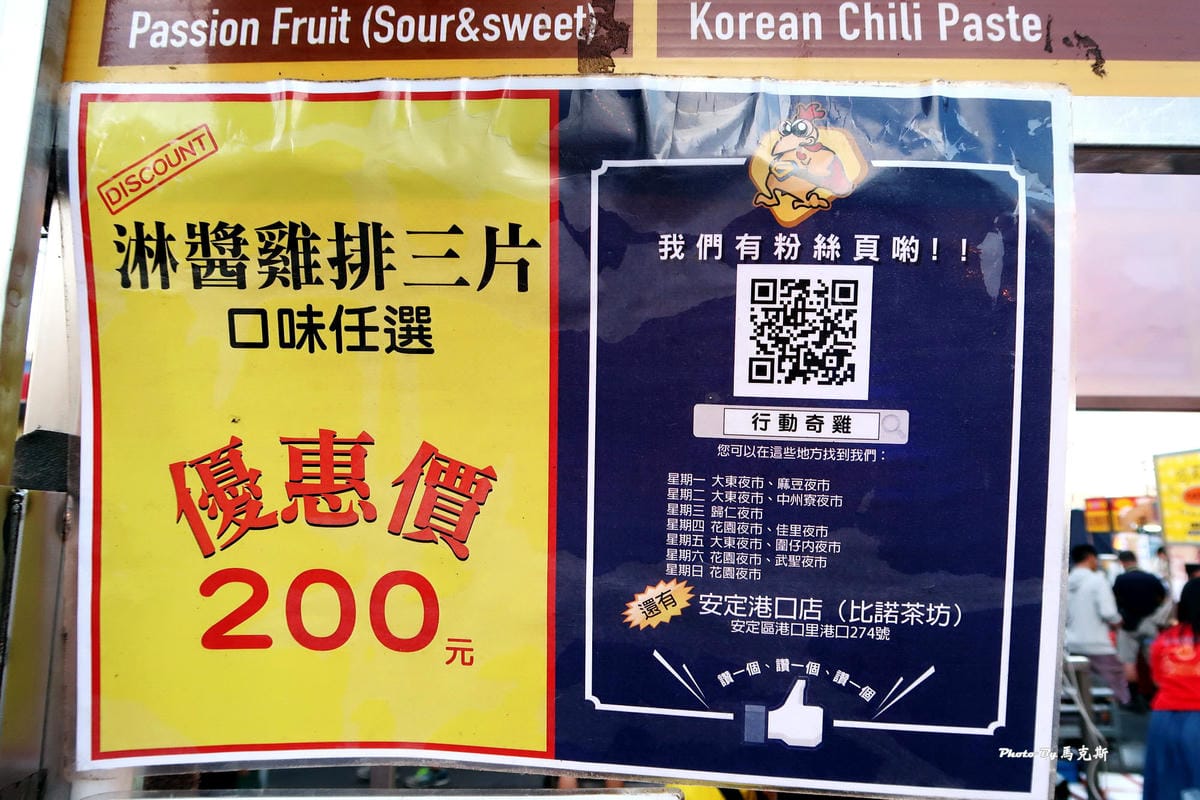 Passion Fruit (Sour&sweet)
Korean Chili Paste
DISCOUNT
淋醬雞排三片
口味任選
優惠價
200元
我們有粉絲頁喲!!
行動奇雞
您可以在這些地方找到我們：
星期一 大東夜市、麻豆夜市
星期二 大東夜市、中州寮夜市
星期三 歸仁夜市
星期四 花園夜市、佳里夜市
星期五 大東夜市、圍仔內夜市
星期六 花園夜市、武聖夜市
星期日 花園夜市
還有
安定港口店（比諾茶坊）
安定區港口里港口274號
讚一個、讚一個、讚一個
Photo By 馬克斯